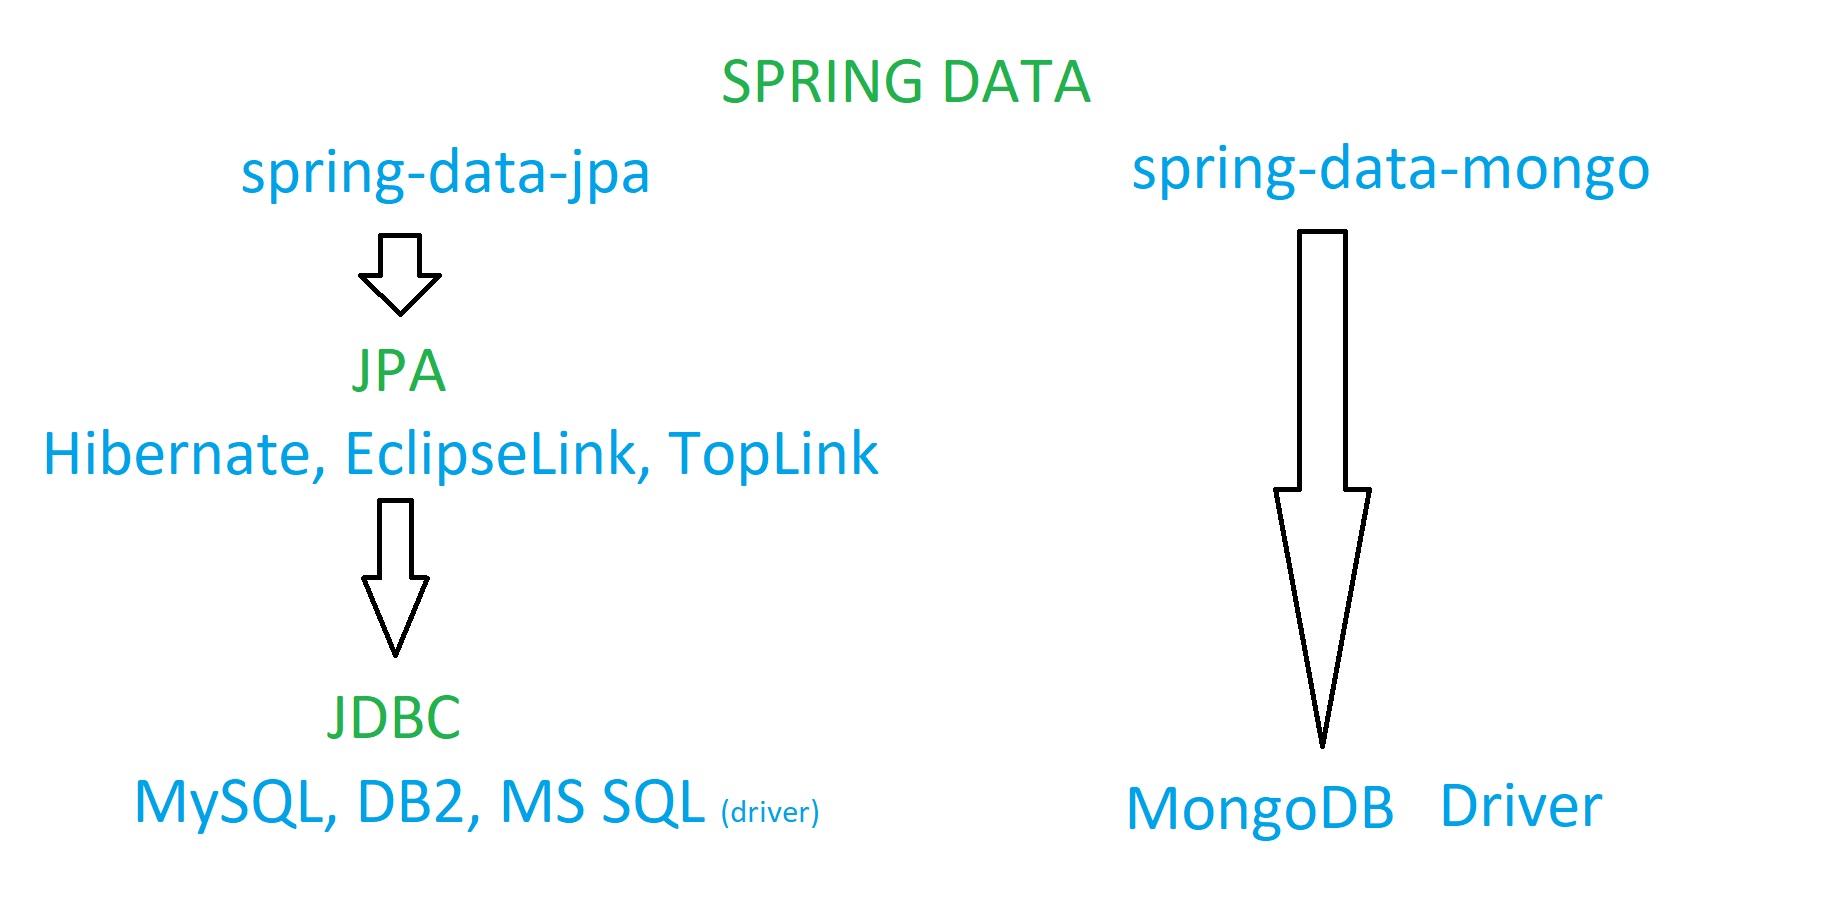 SPRING DATA
spring-data-jpa
JPA
Hibernate, EclipseLink, TopLink
JDBC
MySQL, DB2, MS SQL (driver)
spring-data-mongo
MongoDB Driver